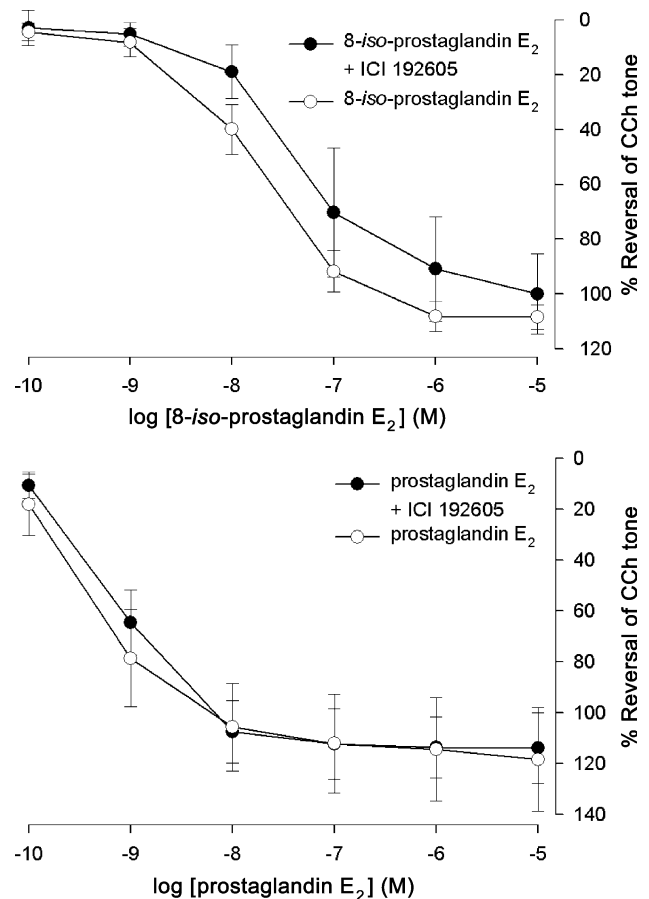 8-iso-prostaglandin E2
+ ICI 192605
8-iso-prostaglandin E2
0
20
40
60
80
100
120
% Reversal of CCh tone
-10 -9 -8 -7 -6 -5
log [8-iso-prostaglandin E2] (M)
prostaglandin E2
+ ICI 192605
prostaglandin E2
0
20
40
60
80
100
120
140
% Reversal of CCh tone
-10 -9 -8 -7 -6 -5
log [prostaglandin E2] (M)